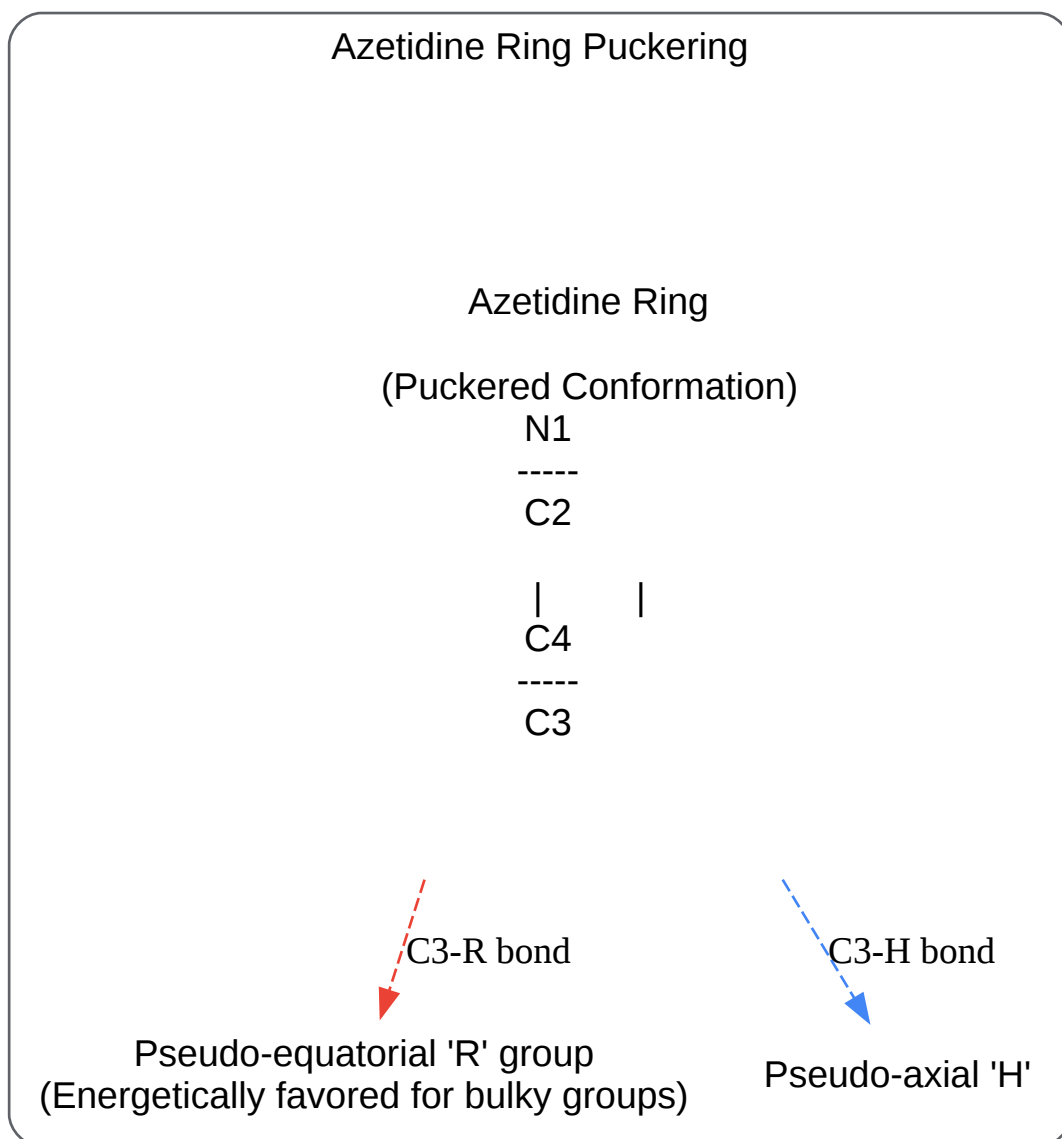 Azetidine Ring Puckering
Azetidine Ring
(Puckered Conformation)
N1
-----
C2
| |
C4
-----
C3
C3-R bond
C3-H bond
Pseudo-equatorial 'R' group
(Energetically favored for bulky groups)
Pseudo-axial 'H'